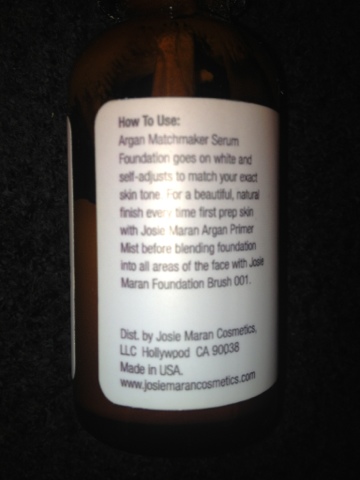 How To Use:
Argan Matchmaker Serum
Foundation goes on white and
self-adjusts to match your exact
skin tone. For a beautiful, natural
finish every time first prep skin
with Josie Maran Argan Primer
Mist before blending foundation
into all areas of the face with Josie
Maran Foundation Brush 001.
Dist. by Josie Maran Cosmetics,
LLC Hollywood CA 90038
Made in USA.
www.josiemarancosmetics.com